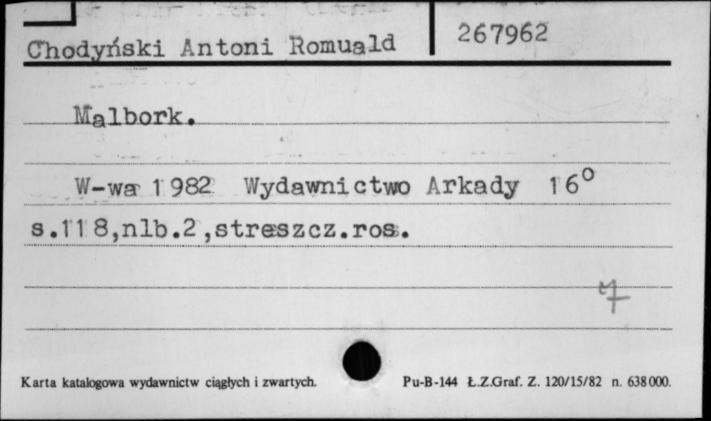 Chodyński Antoni Romuald 267962
Malbork.
W-wa 1982 Wydawnictwo Arkady 16°
s.118,nlb.2,streszcz.ros.
Karta katalogowa wydawnictw ciągłych i zwartych. Pu-B-144 Ł.Z.Graf. Z. 120/15/82 n. 638000.